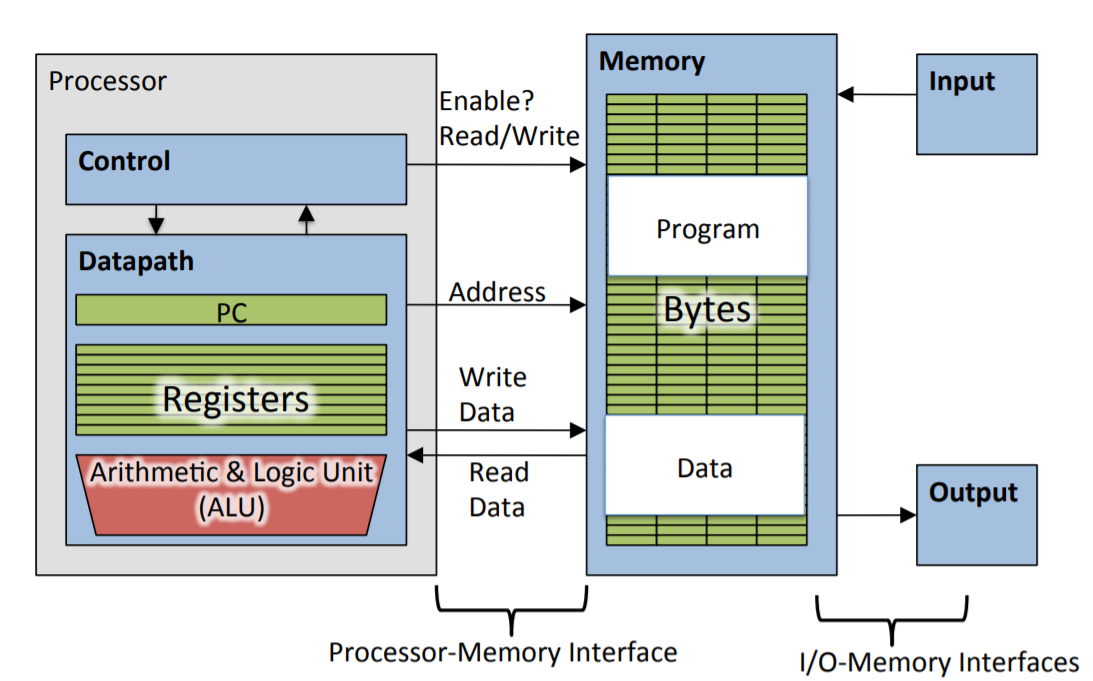 Processor
Control
Datapath
PC
Registers
Arithmetic & Logic Unit
(ALU)
Enable?
Read/Write
Address
Write
Data
Read
Data
Memory
Program
Bytes
Data
Input
Output
Processor-Memory Interface
I/O-Memory Interfaces